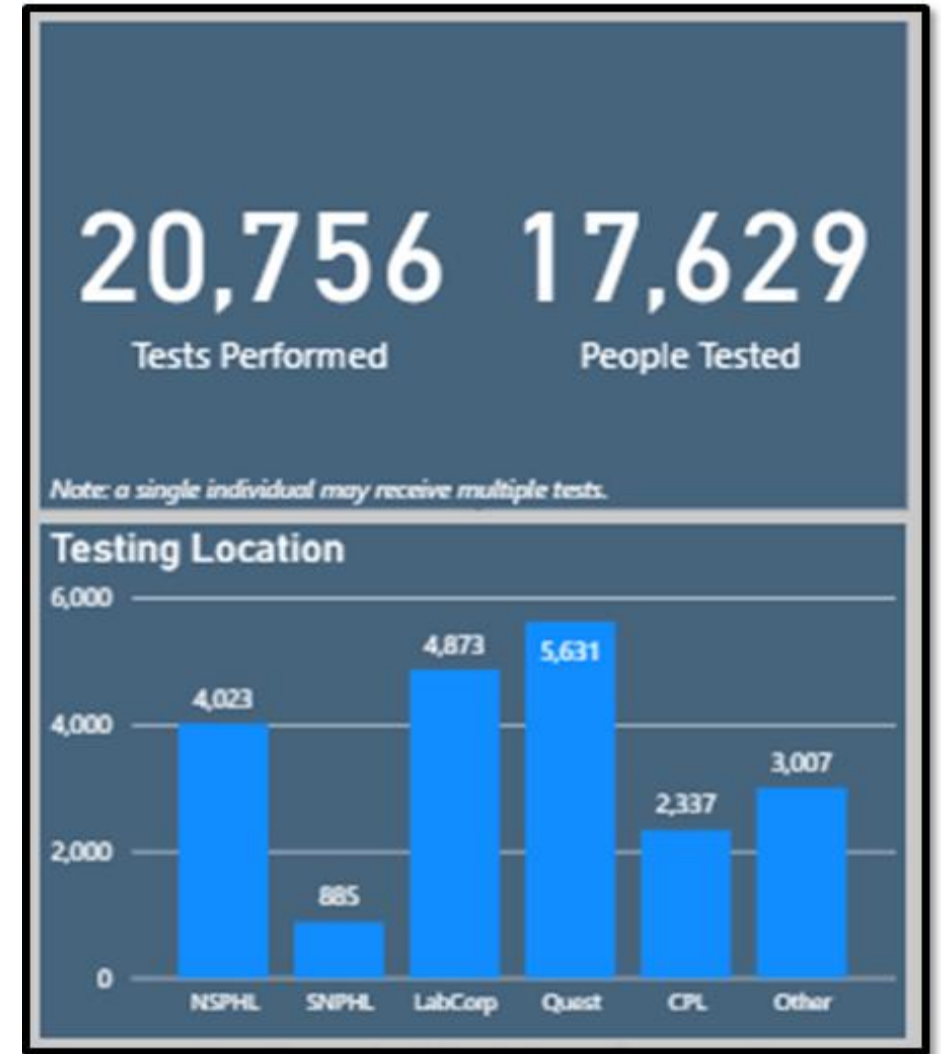 20,756 17,629
Tests Performed People Tested
Note: a single individual may receive multiple tests.
Testing Location
6,000
4,000
2,000
0
4,023
885
4,873
5,631
2,337
3,007
NSPHL SNPHL LabCorp Quest CPL Other